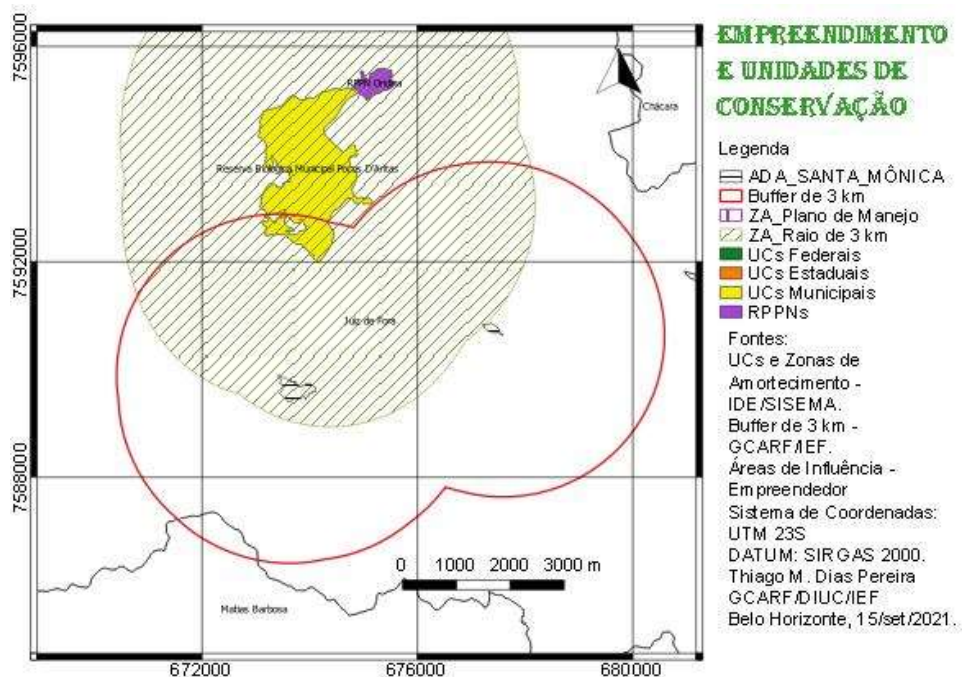 EMPREENDIMENTO
E UNIDADES DE
CONSERVAÇÃO
Legenda
ADA_SANTA_MÔNICA
Buffer de 3 km
ZA_Plano de Manejo
ZA_Raio de 3 km
UCs Federais
UCs Estaduais
UCs Municipais
RPPNs
Fontes:
UCs e Zonas de
Amortecimento -
IDE/SISEMA.
Buffer de 3 km -
GCARF/IEF.
Áreas de Influência -
Empreendedor
Sistema de Coordenadas:
UTM 23S
DATUM: SIRGAS 2000.
Thiago M. Dias Pereira
GCARF/DIUC/IEF
Belo Horizonte, 15/set/2021.
7596000
7592000
7588000
672000
676000
680000
RPPN
Chácara
Reserva Biológica Municipal Poços D'Antas
Juiz de Fora
Matias Barbosa
0 1000 2000 3000 m